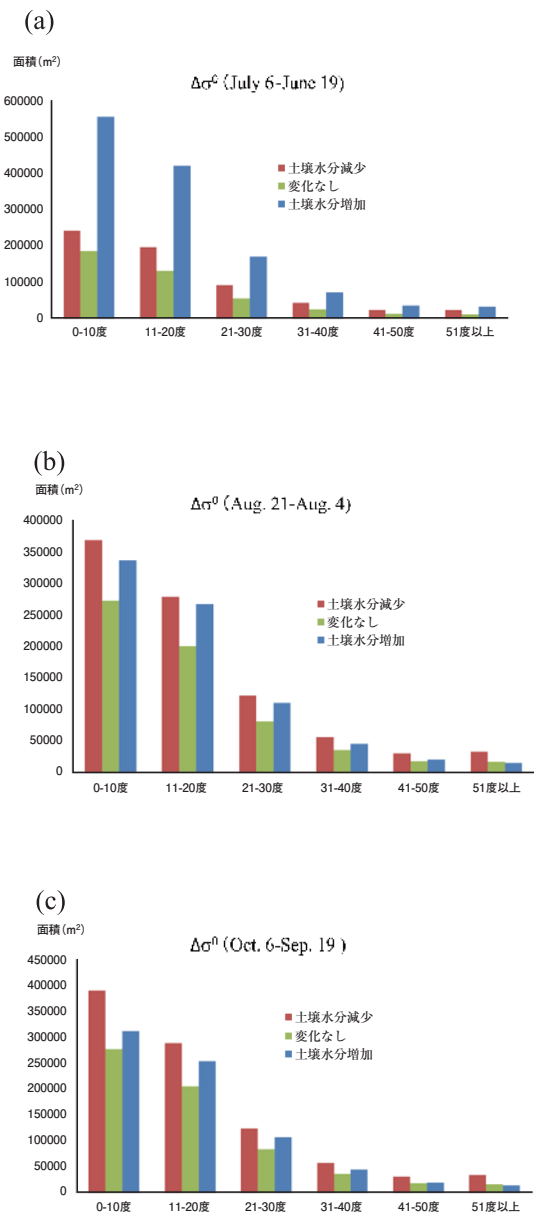 (a)
面積(m²)
Δσ⁰ (July 6-June 19)
600000
500000
400000
300000
200000
100000
0
土壌水分減少
変化なし
土壌水分増加
0-10度 11-20度 21-30度 31-40度 41-50度 51度以上
(b)
面積(m²)
Δσ⁰ (Aug. 21-Aug. 4)
400000
350000
300000
250000
200000
150000
100000
50000
0
土壌水分減少
変化なし
土壌水分増加
0-10度 11-20度 21-30度 31-40度 41-50度 51度以上
(c)
面積(m²)
Δσ⁰ (Oct. 6-Sep. 19 )
450000
400000
350000
300000
250000
200000
150000
100000
50000
0
土壌水分減少
変化なし
土壌水分増加
0-10度 11-20度 21-30度 31-40度 41-50度 51度以上